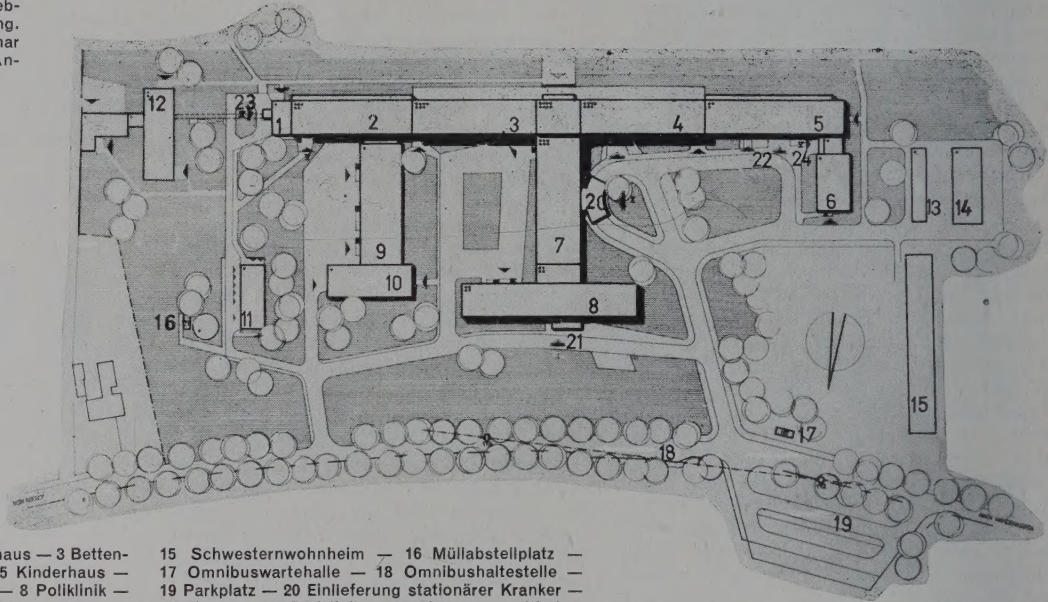 eb-
ng.
nar
An-
12
23
1
2
3
4
5
22
24
20
6
13
14
9
7
10
8
11
16
21
15
17
18
19
haus — 3 Betten-
5 Kinderhaus —
— 8 Poliklinik —
15 Schwesternwohnheim — 16 Müllabstellplatz —
17 Omnibuswartehalle — 18 Omnibushaltestelle —
19 Parkplatz — 20 Einlieferung stationärer Kranker —